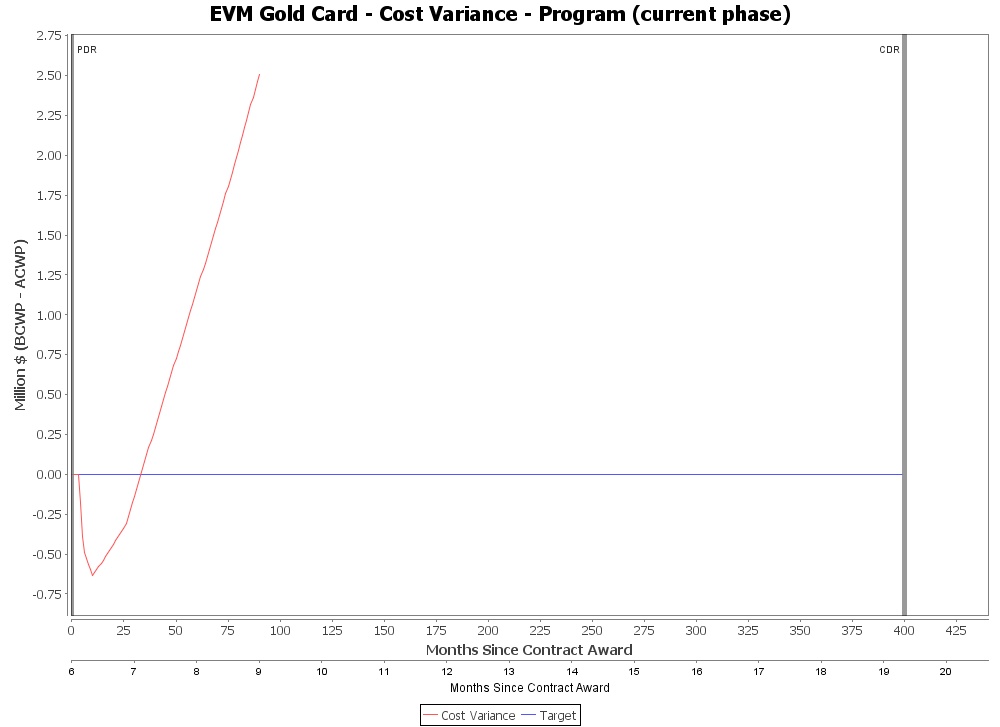 EVM Gold Card - Cost Variance - Program (current phase)
Million $ (BCWP - ACWP)
2.75
2.50
2.25
2.00
1.75
1.50
1.25
1.00
0.75
0.50
0.25
0.00
-0.25
-0.50
-0.75
PDR CDR
0 25 50 75 100 125 150 175 200 225 250 275 300 325 350 375 400 425
Months Since Contract Award
6 7 8 9 10 11 12 13 14 15 16 17 18 19 20
Months Since Contract Award
Cost Variance Target